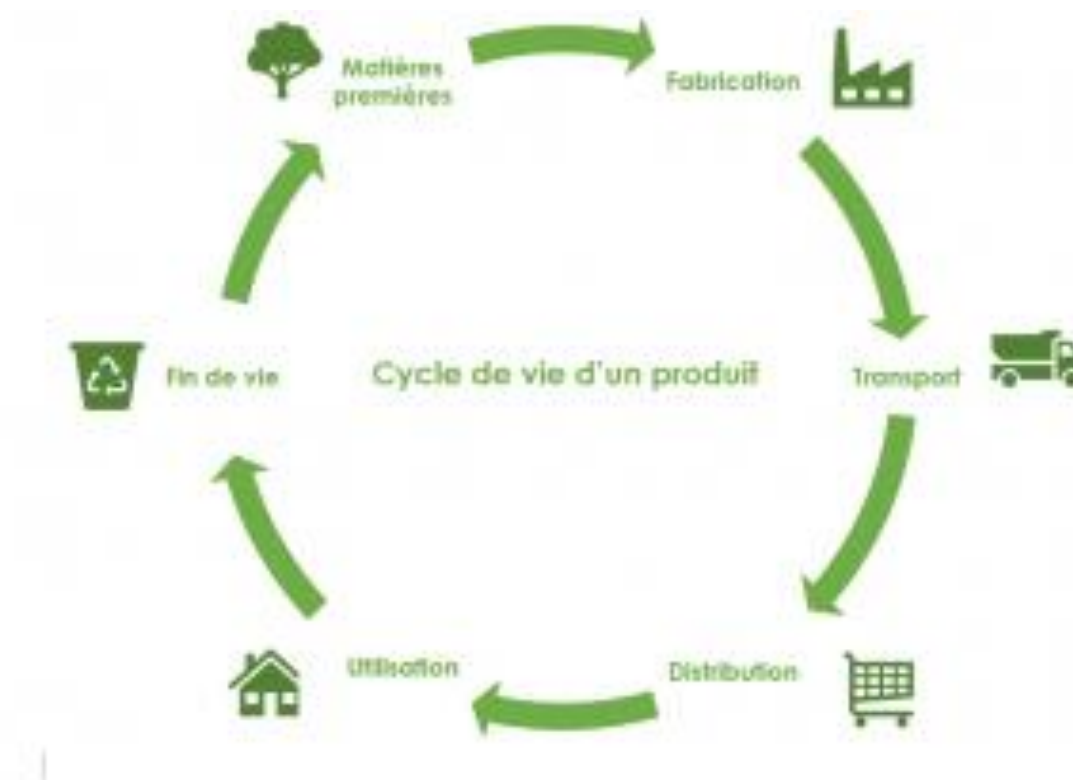 Matières
premières
Fabrication
Fin de vie
Cycle de vie d'un produit
Transport
Utilisation
Distribution